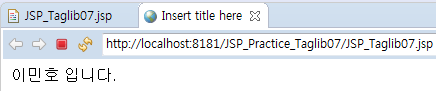 JSP_Taglib07.jsp
Insert title here
http://localhost:8181/JSP_Practice_Taglib07/JSP_Taglib07.jsp
이민호 입니다.